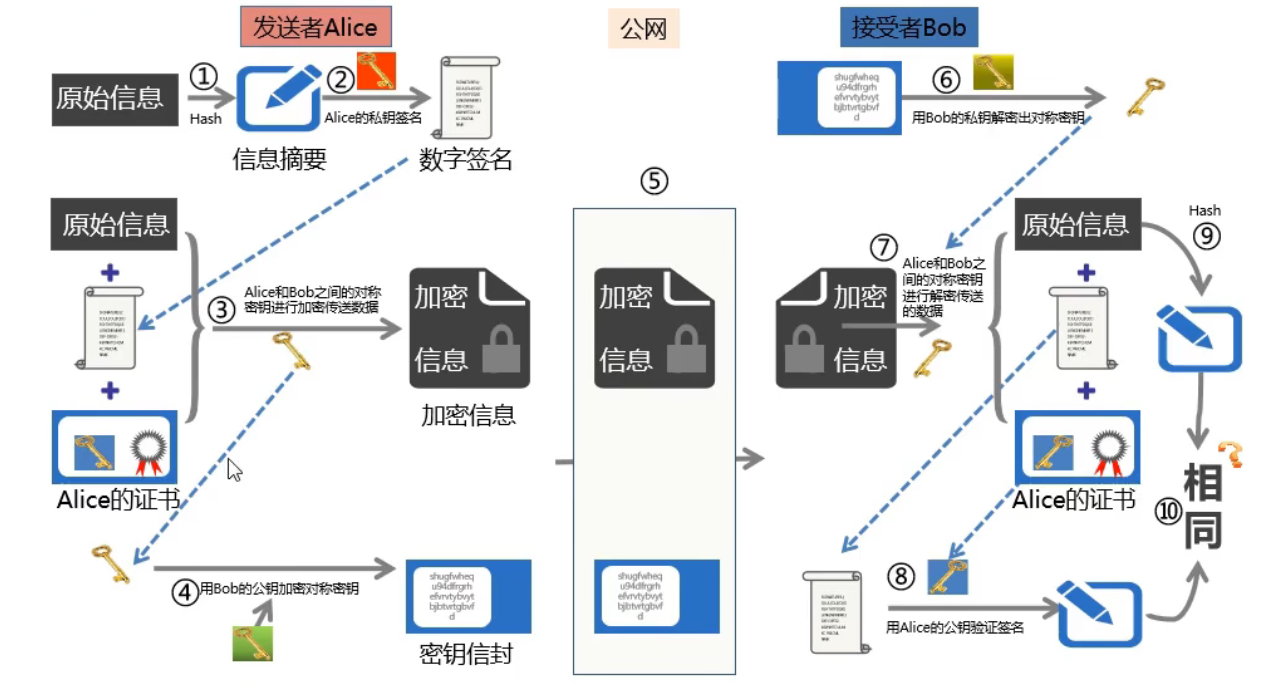 发送者Alice
公网
接受者Bob
原始信息
①
Hash
信息摘要
②
Alice的私钥签名
数字签名
原始信息
+
+
Alice的证书
③
Alice和Bob之间的对称
密钥进行加密传送数据
加密
信息
加密信息
④
用Bob的公钥加密对称密钥
shugfwheq
u94dfrgrh
efvrvtybvyt
bjbtvrtgbvf
d
密钥信封
⑤
加密
信息
shugfwheq
u94dfrgrh
efvrvtybvyt
bjbtvrtgbvf
d
shugfwheq
u94dfrgrh
efvrvtybvyt
bjbtvrtgbvf
d
⑥
用Bob的私钥解密出对称密钥
加密
信息
⑦
Alice和Bob之
间的对称密钥
进行解密传送
的数据
原始信息
+
+
Alice的证书
⑧
用Alice的公钥验证签名
Hash
⑨
⑩
相
同
?